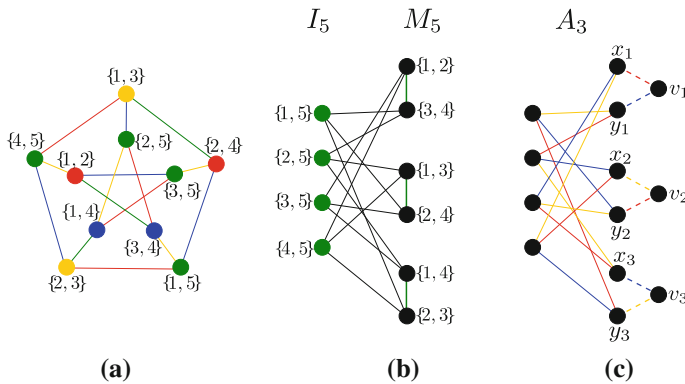 I₅ M₅ A₃
{1, 3}
{4, 5} {2, 5} {2, 4}
{1, 2} {3, 5}
{1, 4} {3, 4}
{2, 3} {1, 5}
(a)
{1, 2}
{1, 5} {3, 4}
{2, 5} {1, 3}
{3, 5} {2, 4}
{4, 5} {1, 4}
{2, 3}
(b)
x₁
v₁
y₁
x₂
v₂
y₂
x₃
v₃
y₃
(c)